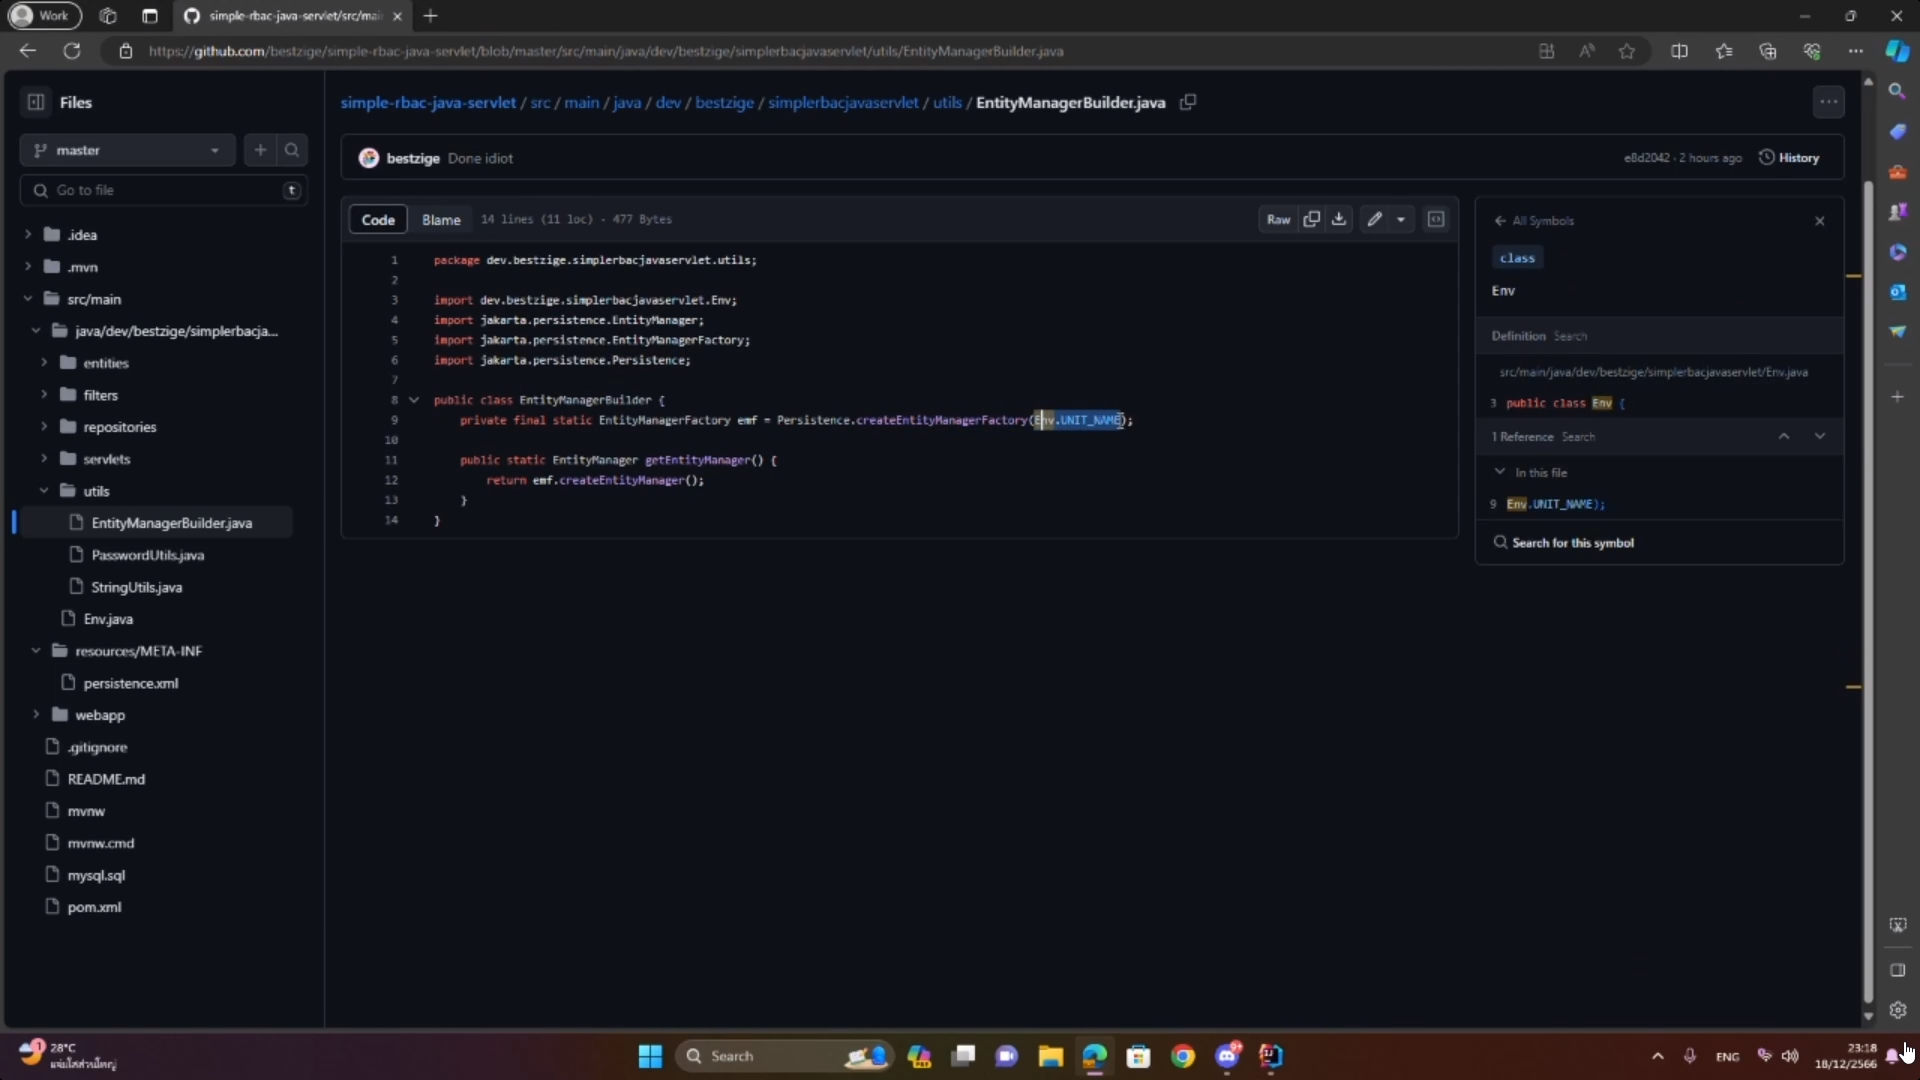 Work
simple-rbac-java-servlet/src/mai
https://github.com/bestzige/simple-rbac-java-servlet/blob/master/src/main/java/dev/bestzige/simplerbacjavaservlet/utils/EntityManagerBuilder.java
Files
master
Go to file
t
.idea
.mvn
src/main
java/dev/bestzige/simplerbacja...
entities
filters
repositories
servlets
utils
EntityManagerBuilder.java
PasswordUtils.java
StringUtils.java
Env.java
resources/META-INF
persistence.xml
webapp
.gitignore
README.md
mvnw
mvnw.cmd
mysql.sql
pom.xml
simple-rbac-java-servlet / src / main / java / dev / bestzige / simplerbacjavaservlet / utils / EntityManagerBuilder.java
bestzige Done idiot
e8d2042 · 2 hours ago History
Code Blame 14 lines (11 loc) · 477 Bytes
Raw
1 package dev.bestzige.simplerbacjavaservlet.utils;
2
3 import dev.bestzige.simplerbacjavaservlet.Env;
4 import jakarta.persistence.EntityManager;
5 import jakarta.persistence.EntityManagerFactory;
6 import jakarta.persistence.Persistence;
7
8 public class EntityManagerBuilder {
9 private final static EntityManagerFactory emf = Persistence.createEntityManagerFactory(Env.UNIT_NAME);
10
11 public static EntityManager getEntityManager() {
12 return emf.createEntityManager();
13 }
14 }
All Symbols
class
Env
Definition Search
src/main/java/dev/bestzige/simplerbacjavaservlet/Env.java
3 public class Env {
1 Reference Search
In this file
9 Env.UNIT_NAME);
Search for this symbol
1
28°C
Search
PRE
9+
ENG
23:18
18/12/2566